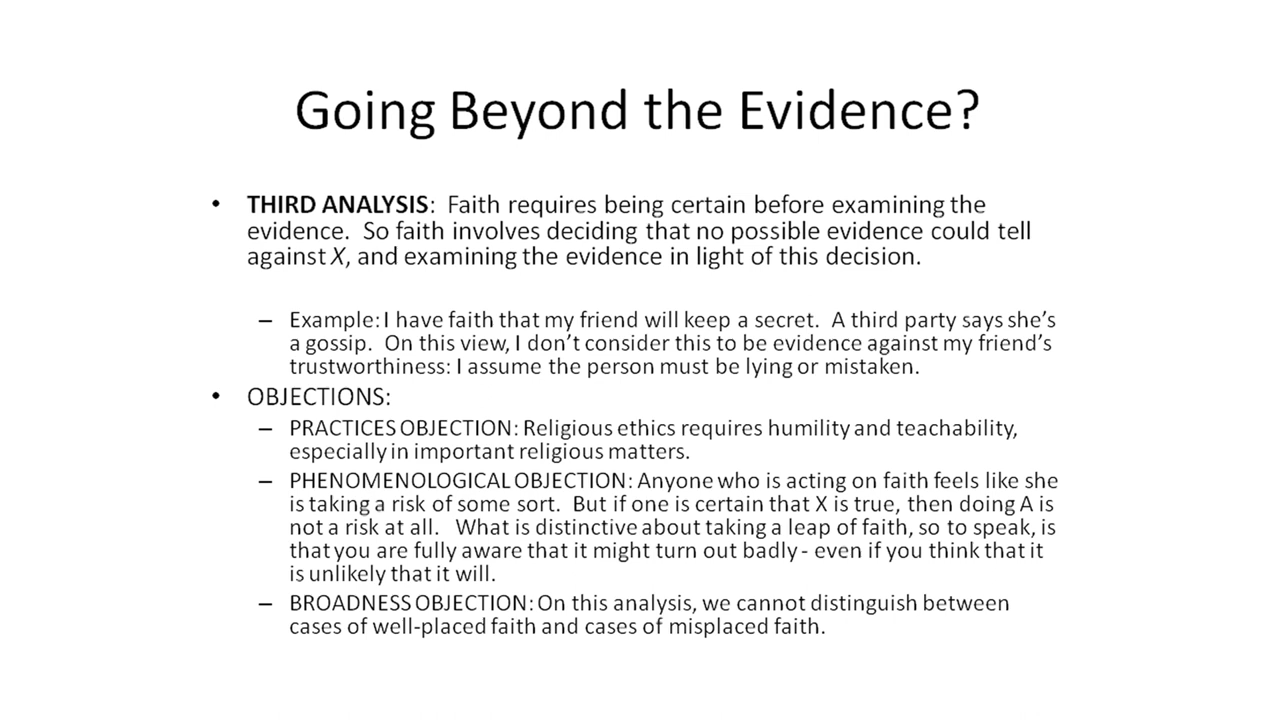 Going Beyond the Evidence?
• THIRD ANALYSIS: Faith requires being certain before examining the
evidence. So faith involves deciding that no possible evidence could tell
against X, and examining the evidence in light of this decision.
– Example: I have faith that my friend will keep a secret. A third party says she’s
a gossip. On this view, I don’t consider this to be evidence against my friend’s
trustworthiness: I assume the person must be lying or mistaken.
• OBJECTIONS:
– PRACTICES OBJECTION: Religious ethics requires humility and teachability,
especially in important religious matters.
– PHENOMENOLOGICAL OBJECTION: Anyone who is acting on faith feels like she
is taking a risk of some sort. But if one is certain that X is true, then doing A is
not a risk at all. What is distinctive about taking a leap of faith, so to speak, is
that you are fully aware that it might turn out badly - even if you think that it
is unlikely that it will.
– BROADNESS OBJECTION: On this analysis, we cannot distinguish between
cases of well-placed faith and cases of misplaced faith.